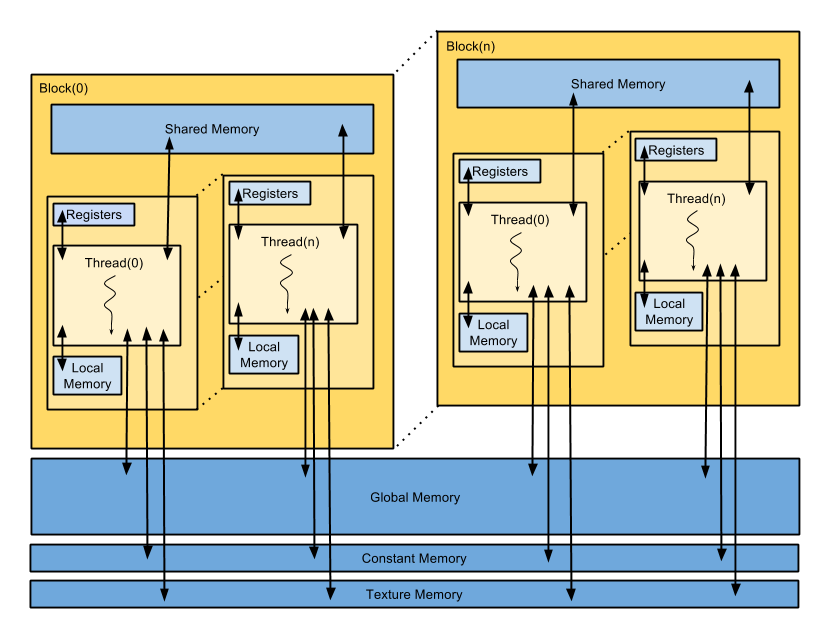 Block(0)
Shared Memory
Registers
Thread(0)
Local
Memory
Registers
Thread(n)
Local
Memory
Block(n)
Shared Memory
Registers
Thread(0)
Local
Memory
Registers
Thread(n)
Local
Memory
Global Memory
Constant Memory
Texture Memory